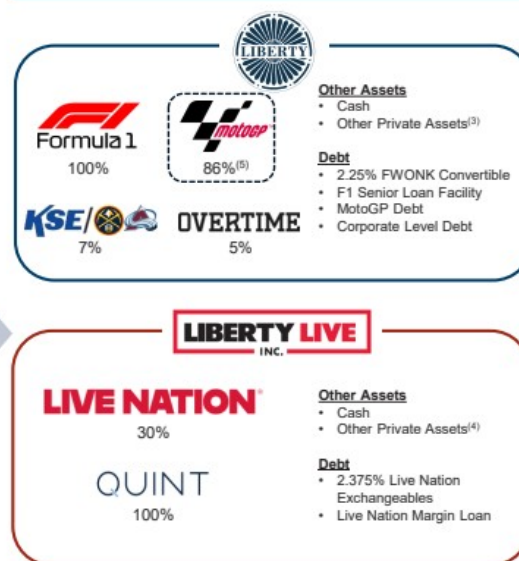 LIBERTY
Formula 1
100%
MotoGP
86%(5)
KSE/
7%
OVERTIME
5%
Other Assets
• Cash
• Other Private Assets(3)
Debt
• 2.25% FWONK Convertible
• F1 Senior Loan Facility
• MotoGP Debt
• Corporate Level Debt
LIBERTY LIVE
INC.
LIVE NATION®
30%
QUINT
100%
Other Assets
• Cash
• Other Private Assets(4)
Debt
• 2.375% Live Nation
Exchangeables
• Live Nation Margin Loan